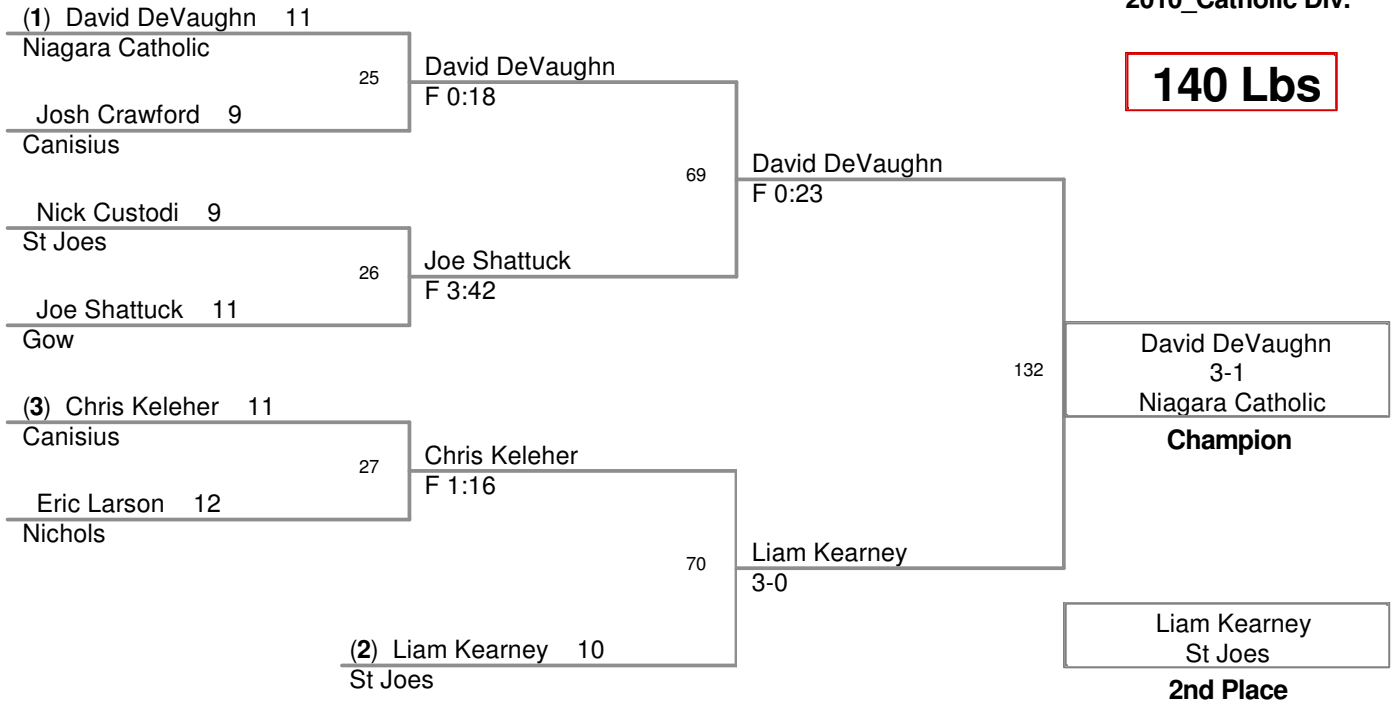 2010_Catholic Div.
(1) David DeVaughn 11
Niagara Catholic
140 Lbs
25
David DeVaughn
F 0:18
Josh Crawford 9
Canisius
69
David DeVaughn
F 0:23
Nick Custodi 9
St Joes
26
Joe Shattuck
F 3:42
Joe Shattuck 11
Gow
132
David DeVaughn
3-1
Niagara Catholic
Champion
(3) Chris Keleher 11
Canisius
27
Chris Keleher
F 1:16
Eric Larson 12
Nichols
70
Liam Kearney
3-0
(2) Liam Kearney 10
St Joes
Liam Kearney
St Joes
2nd Place